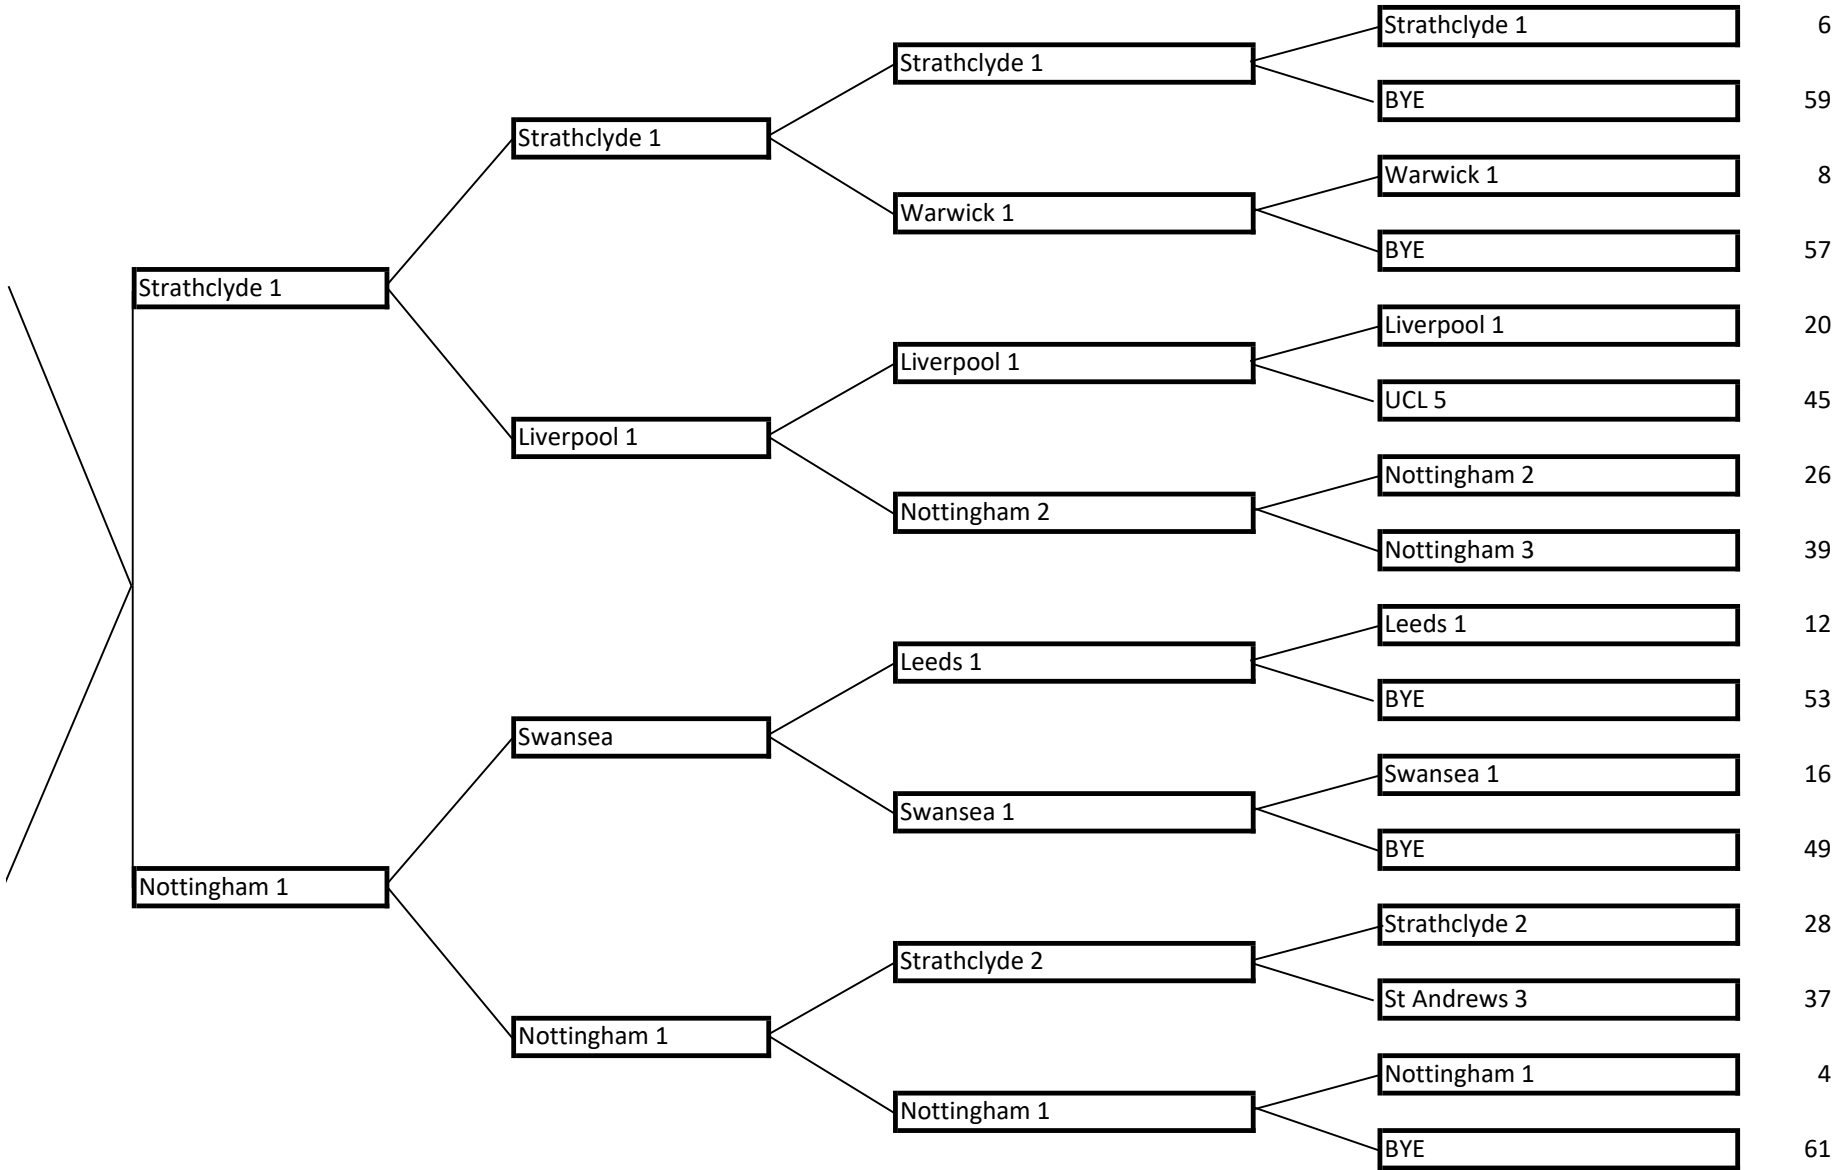 Strathclyde 1 6
Strathclyde 1
BYE 59
Strathclyde 1
Warwick 1 8
Warwick 1
BYE 57
Strathclyde 1
Liverpool 1 20
Liverpool 1
UCL 5 45
Liverpool 1
Nottingham 2 26
Nottingham 2
Nottingham 3 39
Leeds 1 12
Leeds 1
BYE 53
Swansea
Swansea 1 16
Swansea 1
BYE 49
Nottingham 1
Strathclyde 2 28
Strathclyde 2
St Andrews 3 37
Nottingham 1
Nottingham 1 4
Nottingham 1
BYE 61